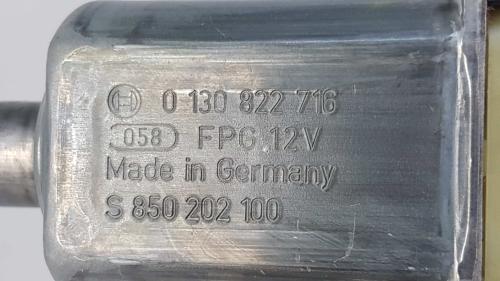 0 130 822 716
058 FPG 12V
Made in Germany
S 850 202 100